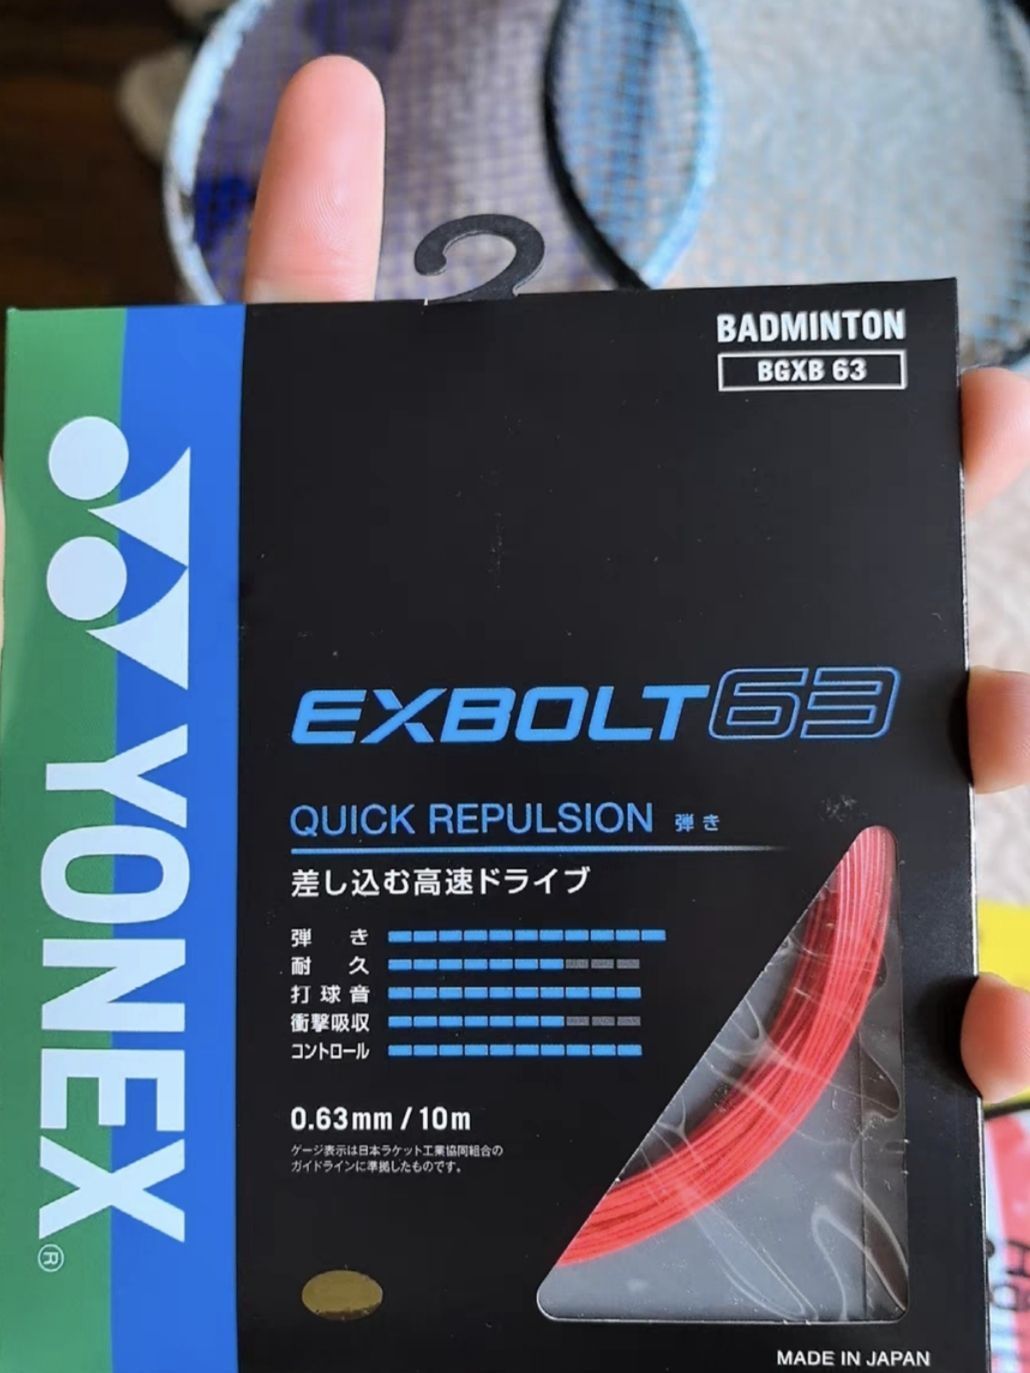 BADMINTON
BGXB 63
YONEX®
EXBOLT63
QUICK REPULSION 弾き
差し込む高速ドライブ
弾き
耐久
打球音
衝撃吸収
コントロール
0.63mm / 10m
ゲージ表示は日本ラケット工業協同組合の
ガイドラインに準拠したものです。
MADE IN JAPAN